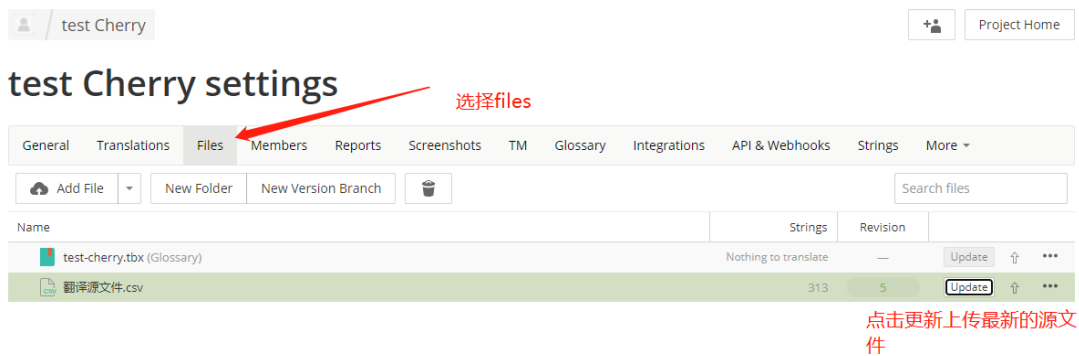 test Cherry
Project Home
test Cherry settings
选择files
General Translations Files Members Reports Screenshots TM Glossary Integrations API & Webhooks Strings More
Add File New Folder New Version Branch Search files
Name Strings Revision
test-cherry.tbx (Glossary) Nothing to translate — Update
CSV 翻译源文件.csv 313 5 Update
点击更新上传最新的源文
件